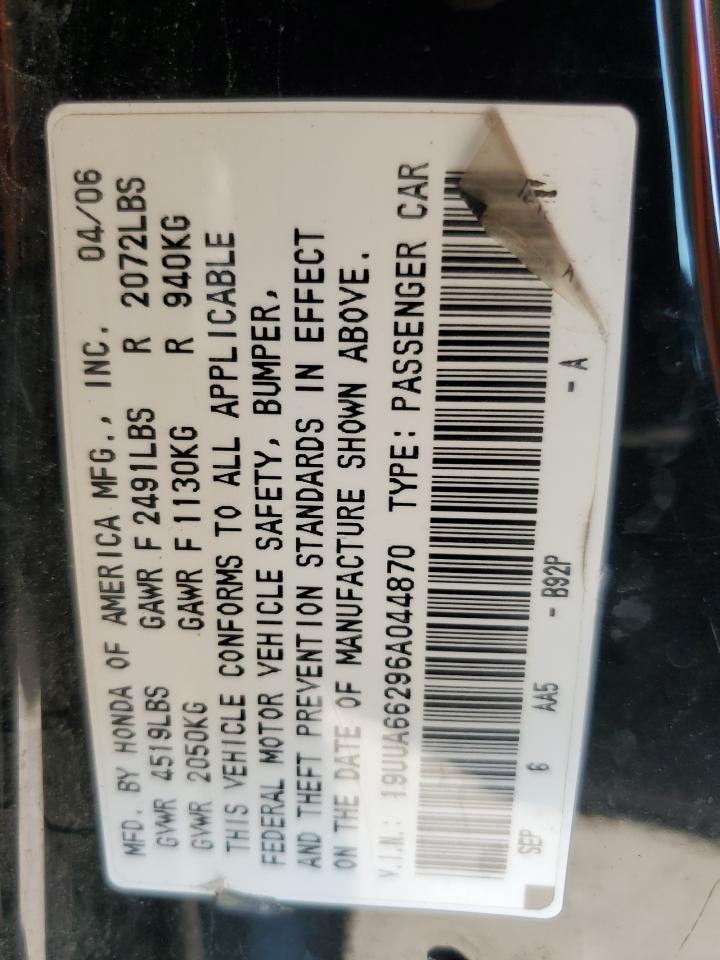 MFD. BY HONDA OF AMERICA MFG., INC. 04/06
GVWR 4519LBS GAWR F 2491LBS R 2072LBS
GVWR 2050KG GAWR F 1130KG R 940KG
THIS VEHICLE CONFORMS TO ALL APPLICABLE
FEDERAL MOTOR VEHICLE SAFETY, BUMPER,
AND THEFT PREVENTION STANDARDS IN EFFECT
ON THE DATE OF MANUFACTURE SHOWN ABOVE.
V.I.N.: 19UUA66296A044870 TYPE: PASSENGER CAR
SEP 6 AA5 - B92P - A